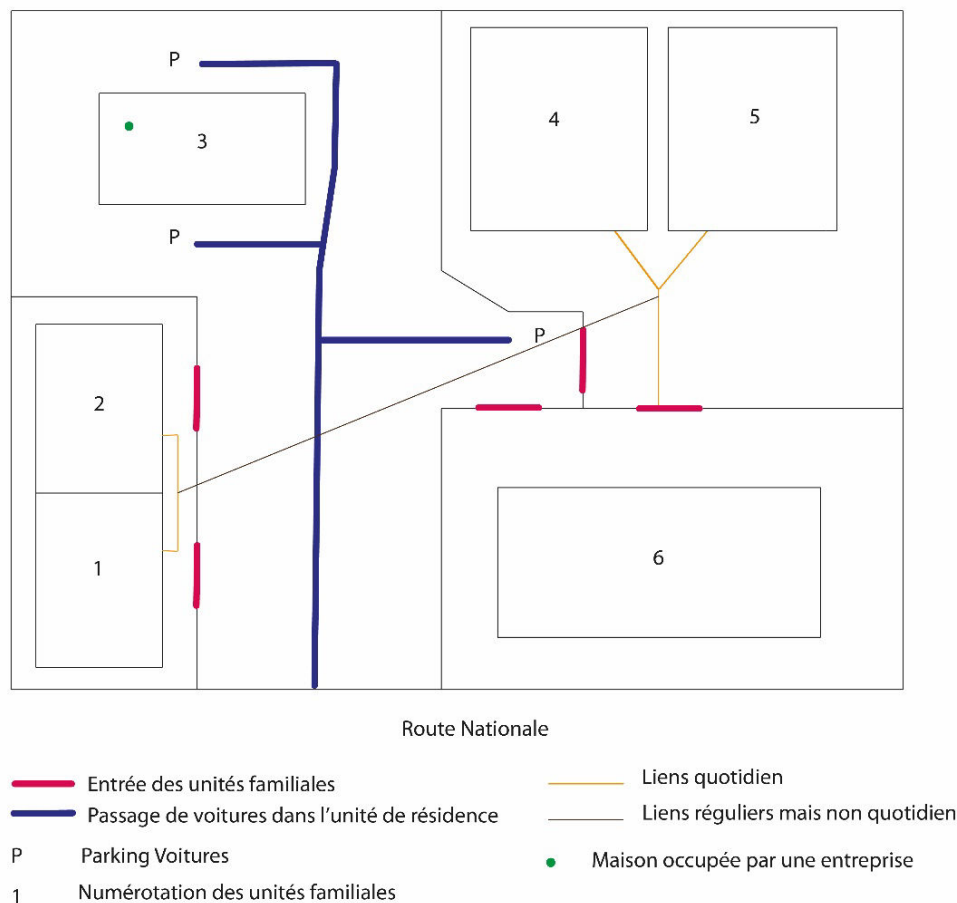 P
4
5
3
P
P
2
1
6
Route Nationale
Entrée des unités familiales
Liens quotidien
Passage de voitures dans l'unité de résidence
Liens réguliers mais non quotidien
P Parking Voitures
Maison occupée par une entreprise
1 Numérotation des unités familiales